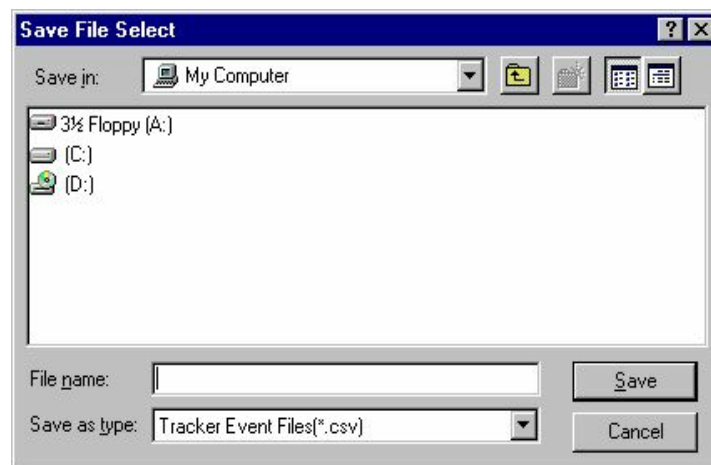 Save File Select
Save in: My Computer
3½ Floppy (A:)
(C:)
(D:)
File name:
Save
Save as type: Tracker Event Files(*.csv)
Cancel